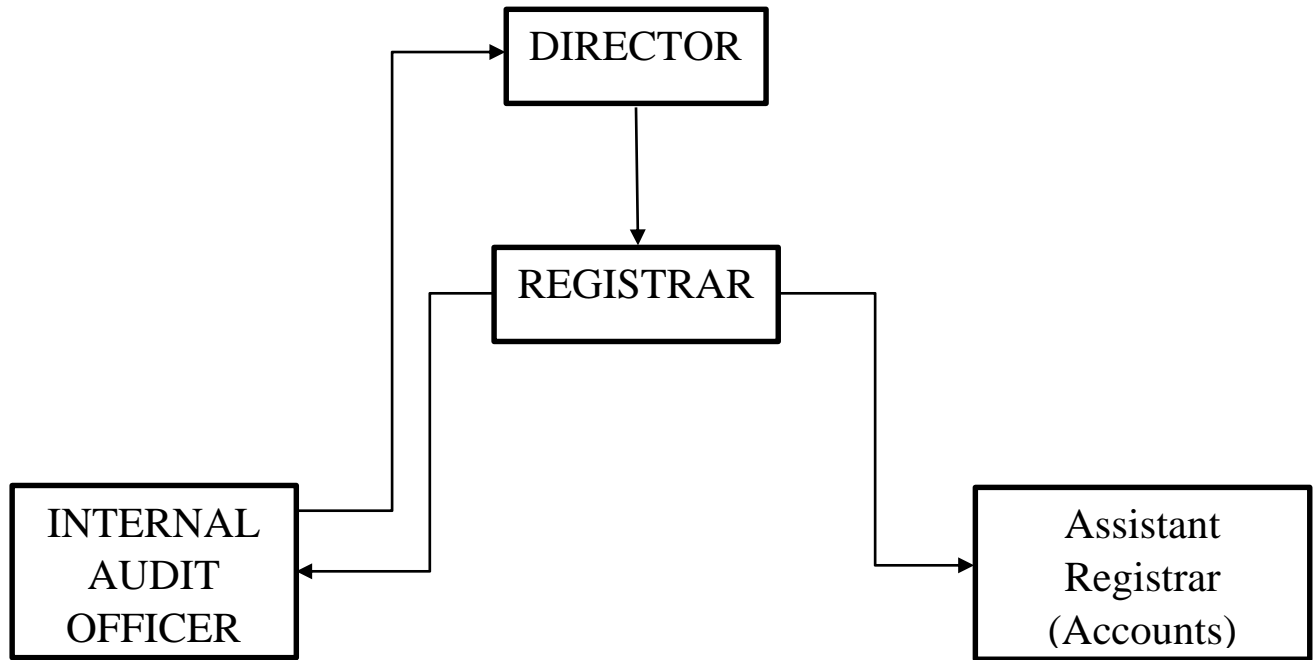 DIRECTOR
REGISTRAR
INTERNAL
AUDIT
OFFICER
Assistant
Registrar
(Accounts)